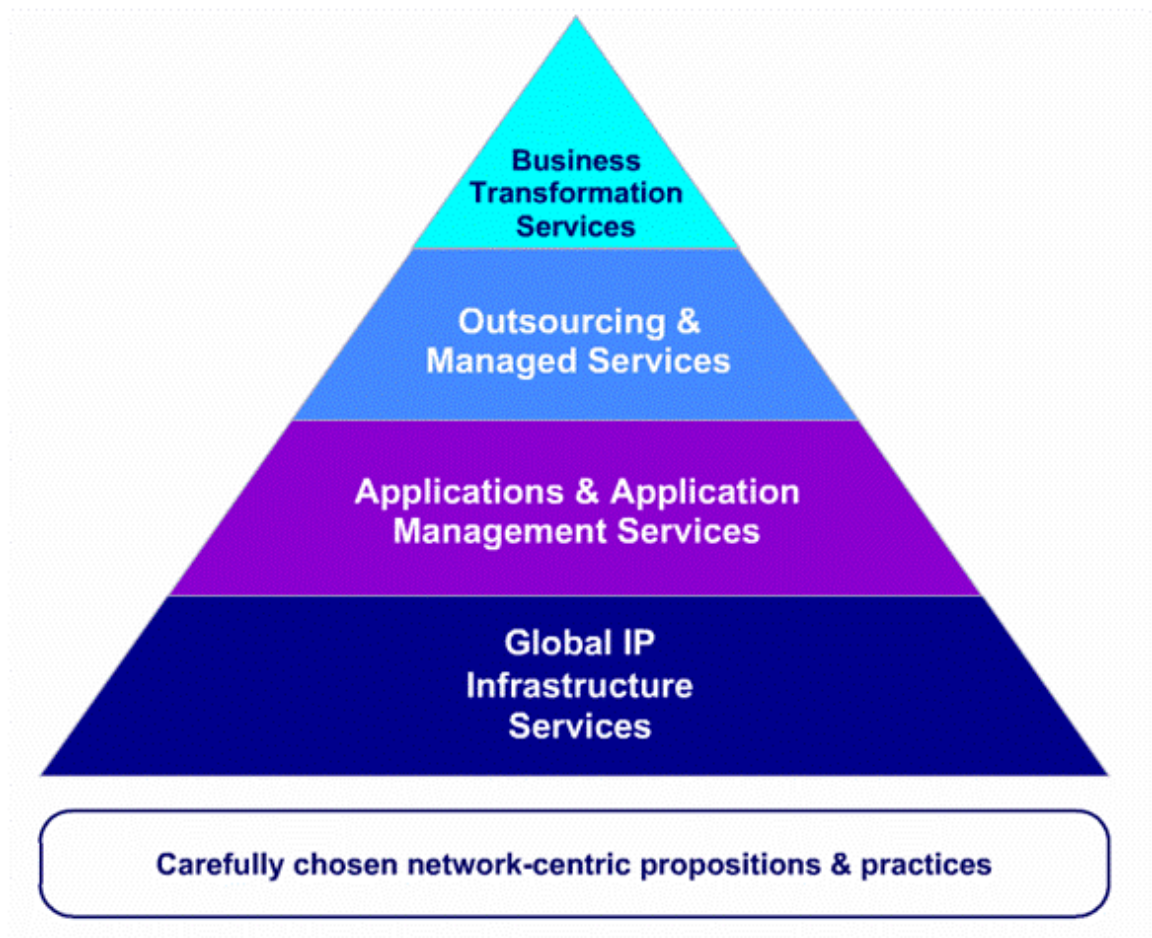 Business
Transformation
Services
Outsourcing &
Managed Services
Applications & Application
Management Services
Global IP
Infrastructure
Services
Carefully chosen network-centric propositions & practices